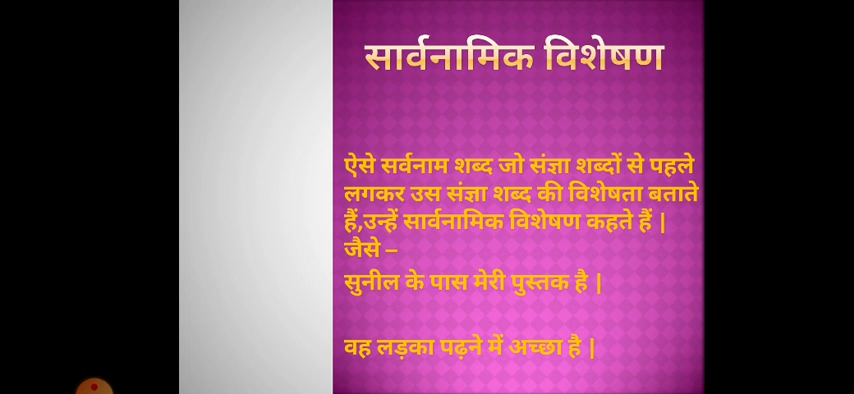 सार्वनामिक विशेषण
ऐसे सर्वनाम शब्द जो संज्ञा शब्दों से पहले
लगकर उस संज्ञा शब्द की विशेषता बताते
हैं,उन्हें सार्वनामिक विशेषण कहते हैं |
जैसे –
सुनील के पास मेरी पुस्तक है |
वह लड़का पढ़ने में अच्छा है |